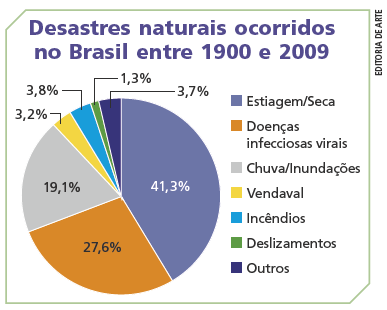 Desastres naturais ocorridos
no Brasil entre 1900 e 2009
EDITORIA DE ARTE
3,8%
1,3%
3,2%
3,7%
19,1%
41,3%
27,6%
Estiagem/Seca
Doenças
infecciosas virais
Chuva/Inundações
Vendaval
Incêndios
Deslizamentos
Outros